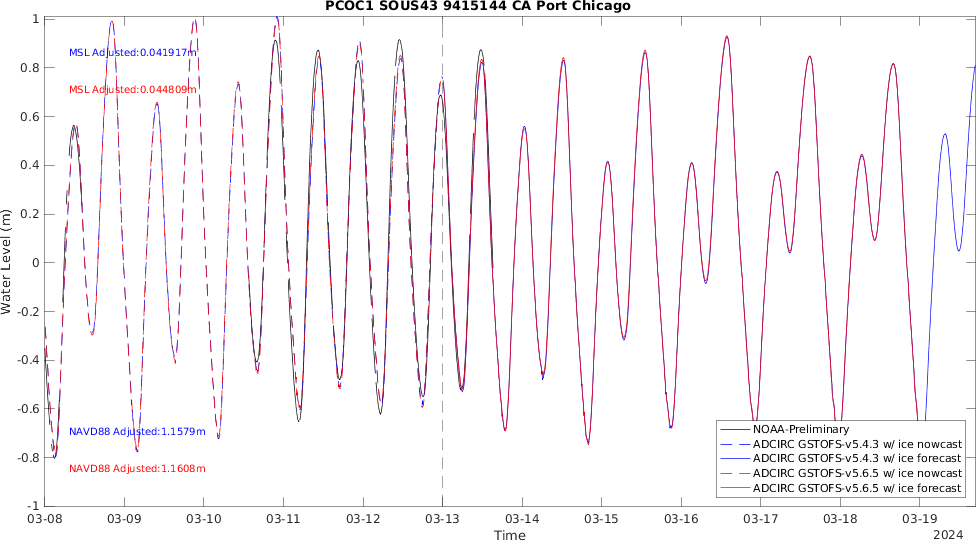 PCOC1 SOUS43 9415144 CA Port Chicago
1
0.8
0.6
0.4
0.2
0
-0.2
-0.4
-0.6
-0.8
-1
Water Level (m)
MSL Adjusted:0.041917m
MSL Adjusted:0.044809m
NAVD88 Adjusted:1.1579m
NAVD88 Adjusted:1.1608m
NOAA-Preliminary
ADCIRC GSTOFS-v5.4.3 w/ ice nowcast
ADCIRC GSTOFS-v5.4.3 w/ ice forecast
ADCIRC GSTOFS-v5.6.5 w/ ice nowcast
ADCIRC GSTOFS-v5.6.5 w/ ice forecast
03-08 03-09 03-10 03-11 03-12 03-13 03-14 03-15 03-16 03-17 03-18 03-19
Time
2024